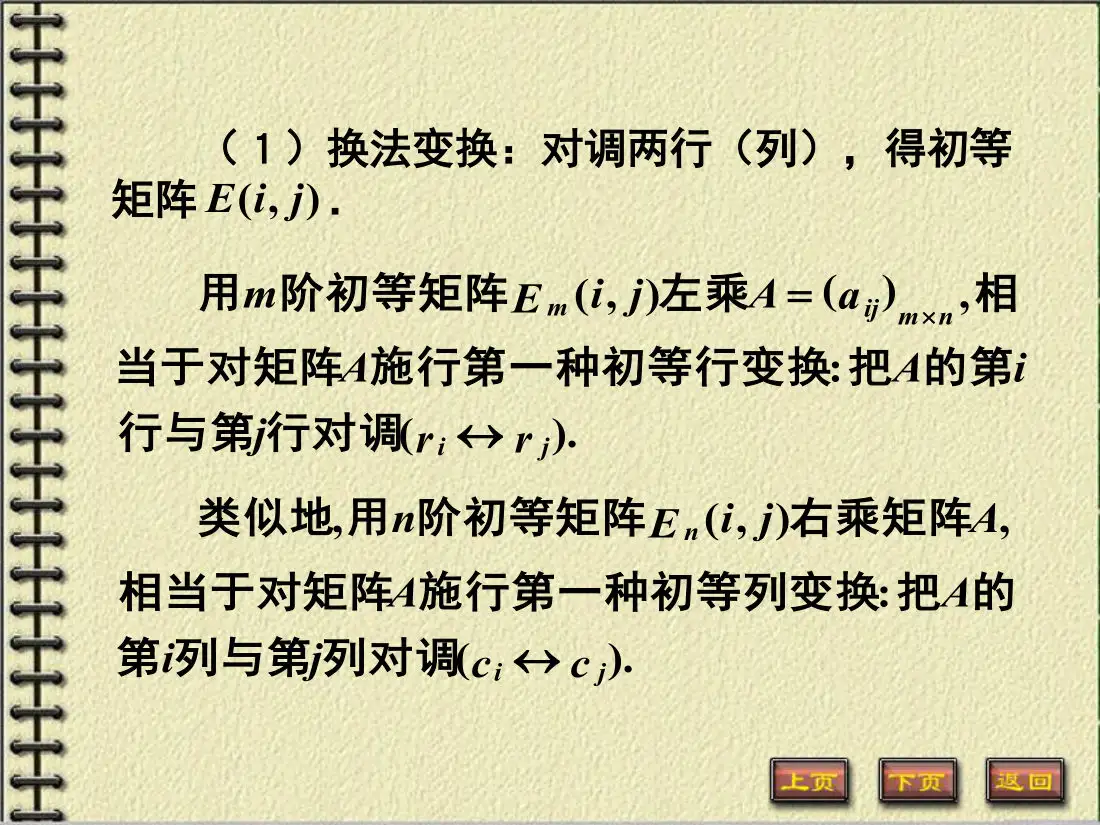 （1）换法变换：对调两行（列），得初等
矩阵 E(i, j) .
用m阶初等矩阵E_m(i, j)左乘A = (a_ij)_m×n,相
当于对矩阵A施行第一种初等行变换:把A的第i
行与第j行对调(r_i ↔ r_j).
类似地,用n阶初等矩阵E_n(i, j)右乘矩阵A,
相当于对矩阵A施行第一种初等列变换:把A的
第i列与第j列对调(c_i ↔ c_j).
上页 下页 返回